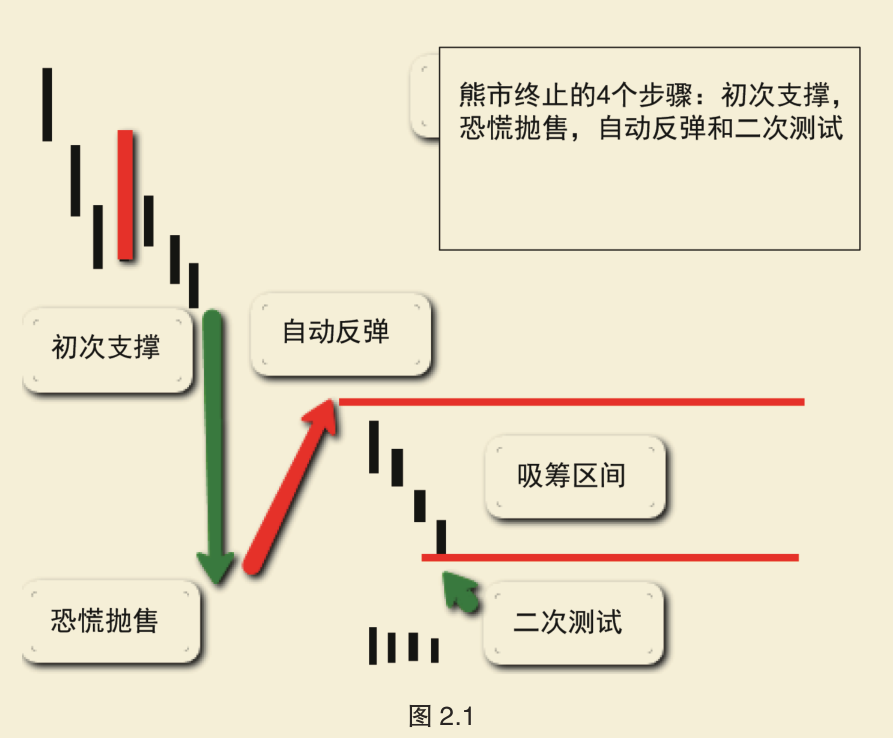 熊市终止的4个步骤：初次支撑，
恐慌抛售，自动反弹和二次测试
自动反弹
初次支撑
吸筹区间
恐慌抛售
二次测试
图 2.1